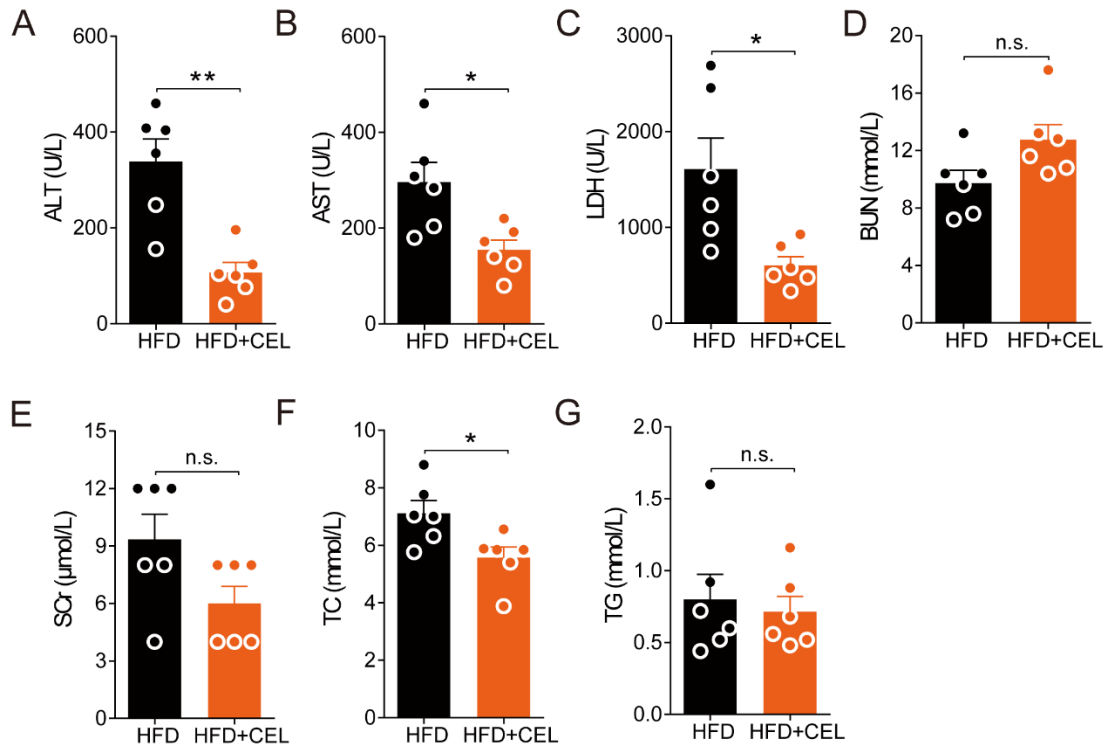 A
ALT (U/L)
600
400
200
0
**
HFD
HFD+CEL
B
AST (U/L)
600
400
200
0
*
HFD
HFD+CEL
C
LDH (U/L)
3000
2000
1000
0
*
HFD
HFD+CEL
D
BUN (mmol/L)
20
16
12
8
4
0
n.s.
HFD
HFD+CEL
E
SCr (μmol/L)
15
12
9
6
3
0
n.s.
HFD
HFD+CEL
F
TC (mmol/L)
10
8
6
4
2
0
*
HFD
HFD+CEL
G
TG (mmol/L)
2.0
1.5
1.0
0.5
0.0
n.s.
HFD
HFD+CEL